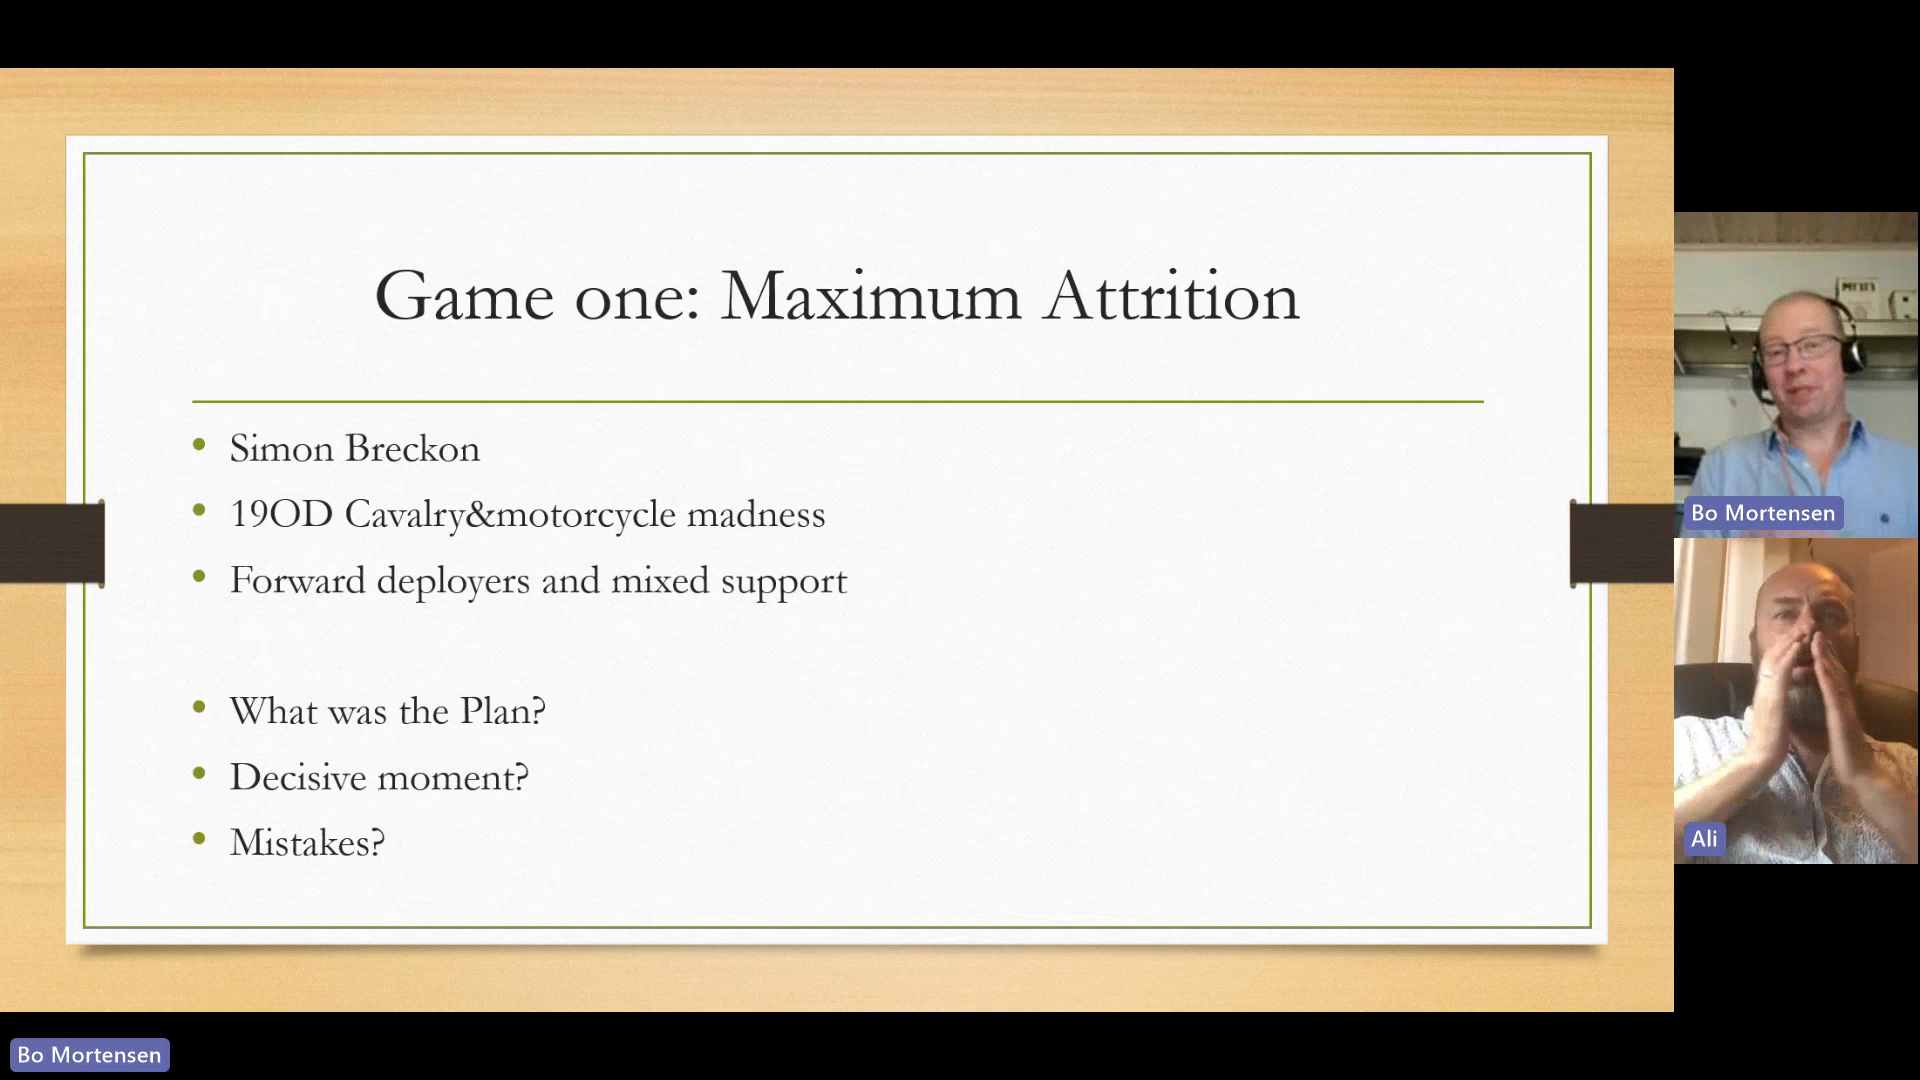 Game one: Maximum Attrition
Simon Breckon
19OD Cavalry&motorcycle madness
Forward deployers and mixed support
What was the Plan?
Decisive moment?
Mistakes?
Bo Mortensen
Ali
Bo Mortensen